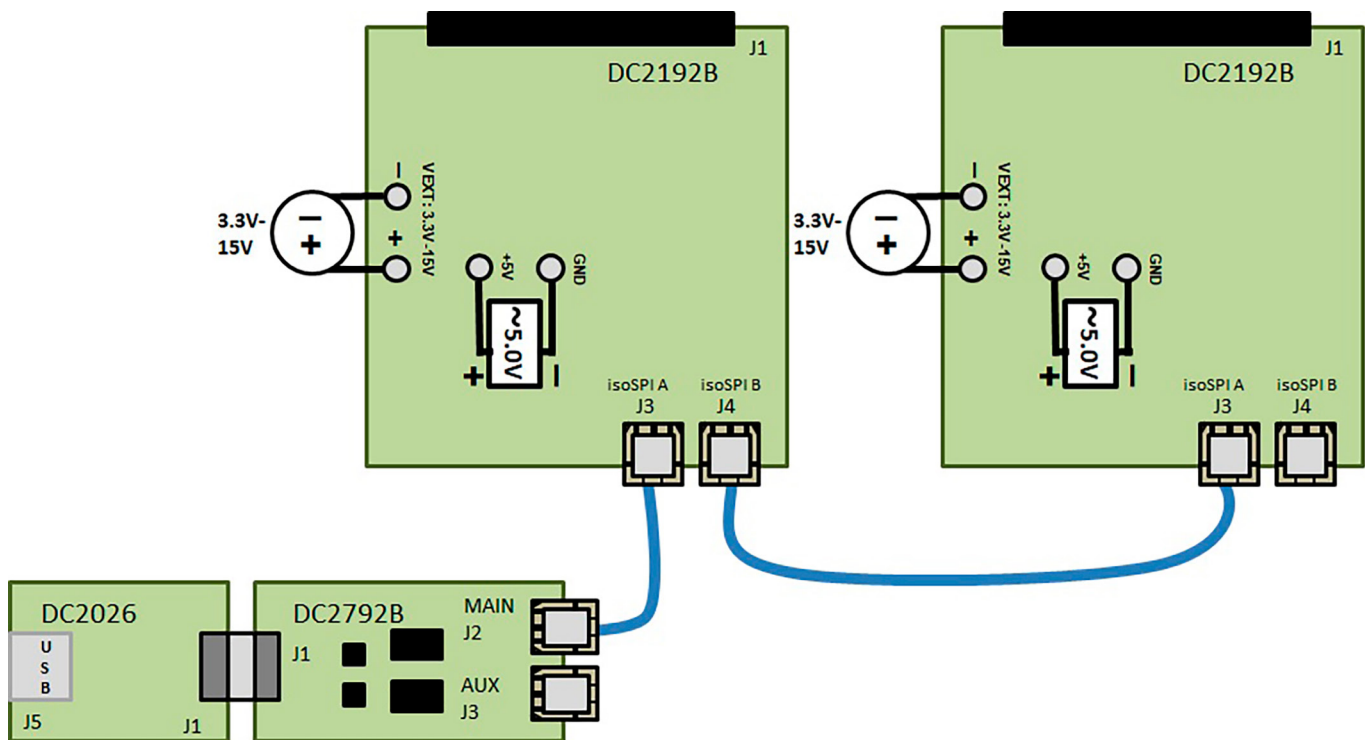 J1
DC2192B
–
VEXT: 3.3V-15V
+
3.3V-
15V
–
+
+5V
GND
~5.0V
+
–
isoSPI A
J3
isoSPI B
J4
J1
DC2192B
–
VEXT: 3.3V-15V
+
3.3V-
15V
–
+
+5V
GND
~5.0V
+
–
isoSPI A
J3
isoSPI B
J4
DC2026
U
S
B
J5
J1
DC2792B
J1
MAIN
J2
AUX
J3